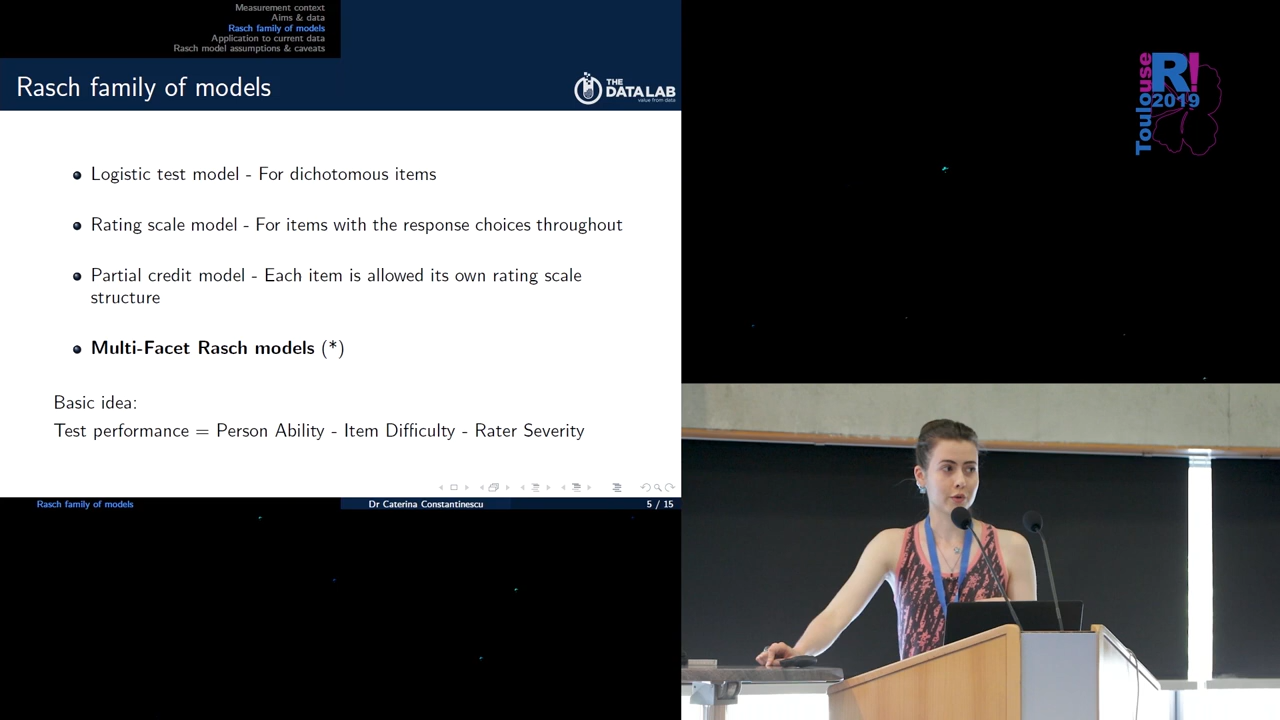 Measurement context
Aims & data
Rasch family of models
Application to current data
Rasch model assumptions & caveats
Rasch family of models
THE
DATALAB
value from data
Logistic test model - For dichotomous items
Rating scale model - For items with the response choices throughout
Partial credit model - Each item is allowed its own rating scale
structure
Multi-Facet Rasch models (*)
Basic idea:
Test performance = Person Ability - Item Difficulty - Rater Severity
Rasch family of models
Dr Caterina Constantinescu
5 / 15
Toulouse
R!
2019